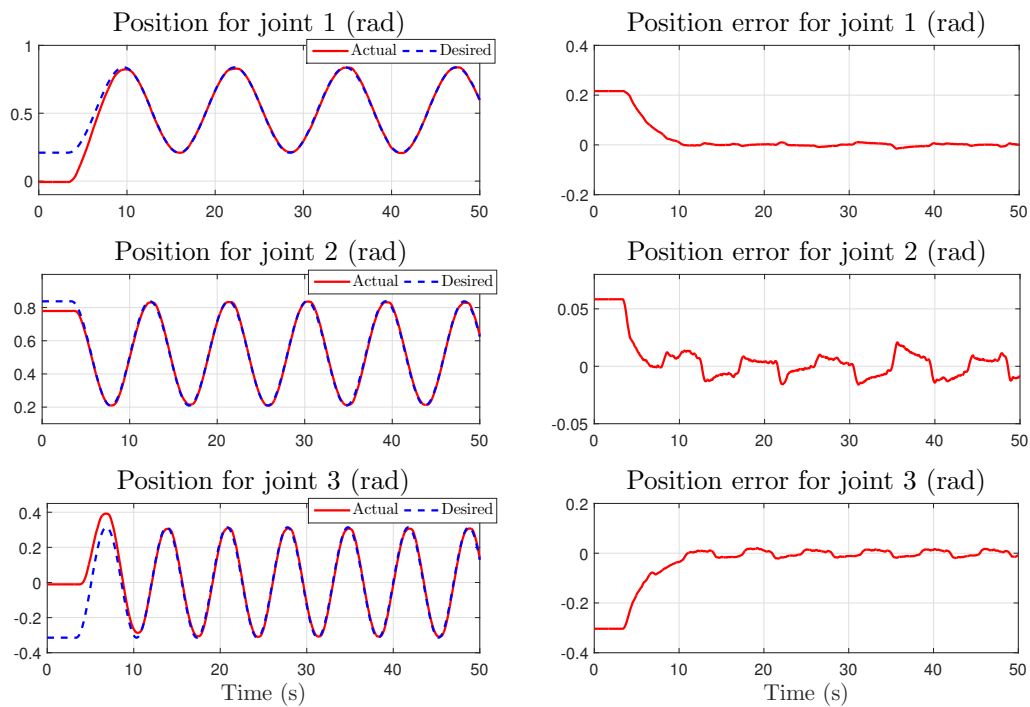 Position for joint 1 (rad)
Actual Desired
1
0.5
0
0 10 20 30 40 50
Position error for joint 1 (rad)
0.4
0.2
0
-0.2
0 10 20 30 40 50
Position for joint 2 (rad)
Actual Desired
0.8
0.6
0.4
0.2
0 10 20 30 40 50
Position error for joint 2 (rad)
0.05
0
-0.05
0 10 20 30 40 50
Position for joint 3 (rad)
Actual Desired
0.4
0.2
0
-0.2
-0.4
0 10 20 30 40 50
Time (s)
Position error for joint 3 (rad)
0.2
0
-0.2
-0.4
0 10 20 30 40 50
Time (s)